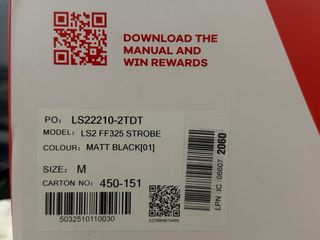 DOWNLOAD THE
MANUAL AND
WIN REWARDS
PO: LS22210-2TDT
MODEL: LS2 FF325 STROBE
COLOUR: MATT BLACK[01]
SIZE: M
CARTON NO: 450-151
5032510110030
6220906010495
LPN IC 06607 2060